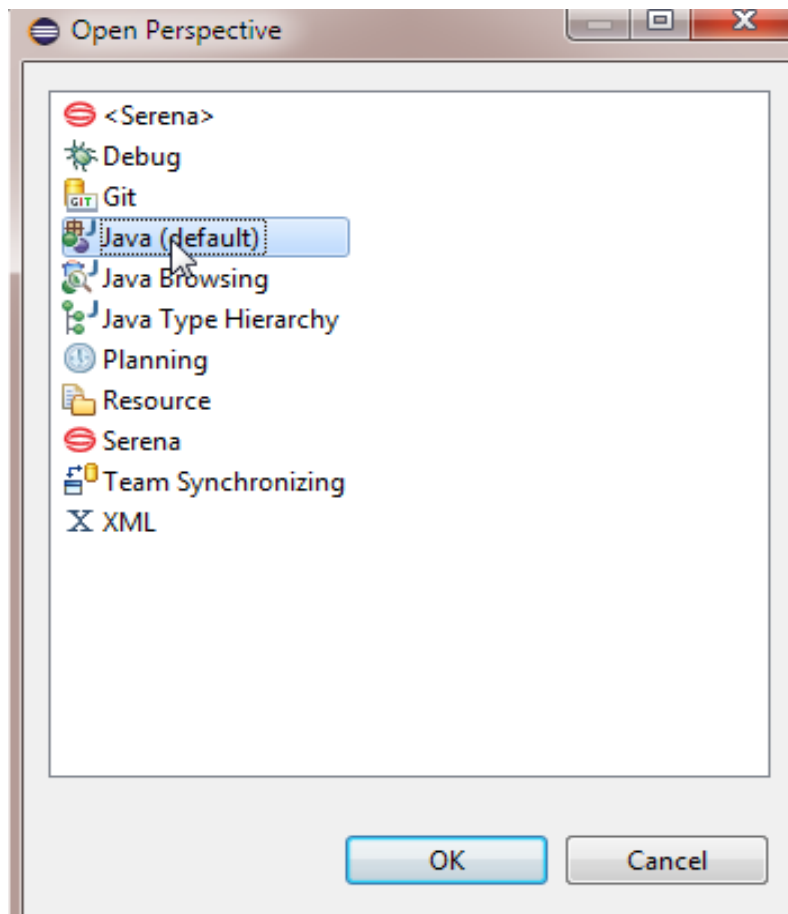 Open Perspective
<Serena>
Debug
GIT Git
Java (default)
Java Browsing
Java Type Hierarchy
Planning
Resource
Serena
Team Synchronizing
XML
OK Cancel